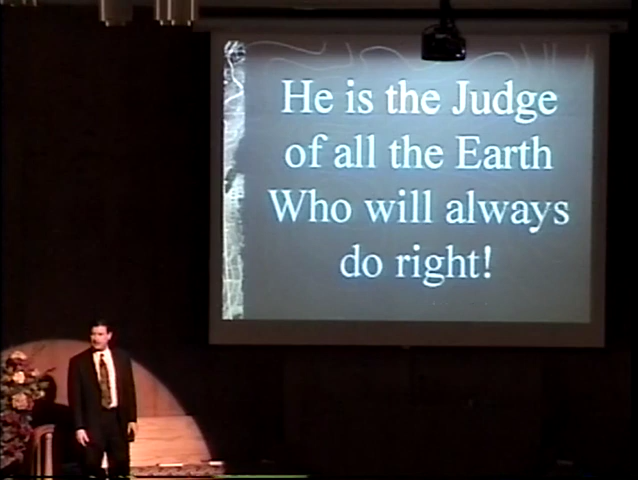 He is the Judge
of all the Earth
Who will always
do right!